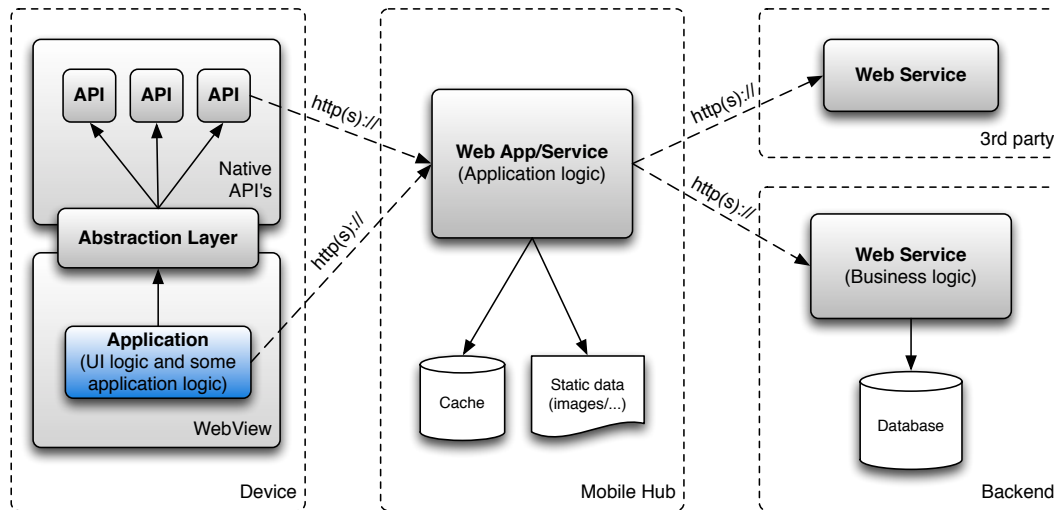 API
API
API
Native
API's
Abstraction Layer
Application
(UI logic and some
application logic)
WebView
Device
http(s)://
http(s)://
Web App/Service
(Application logic)
Cache
Static data
(images/...)
Mobile Hub
http(s)://
http(s)://
Web Service
3rd party
Web Service
(Business logic)
Database
Backend